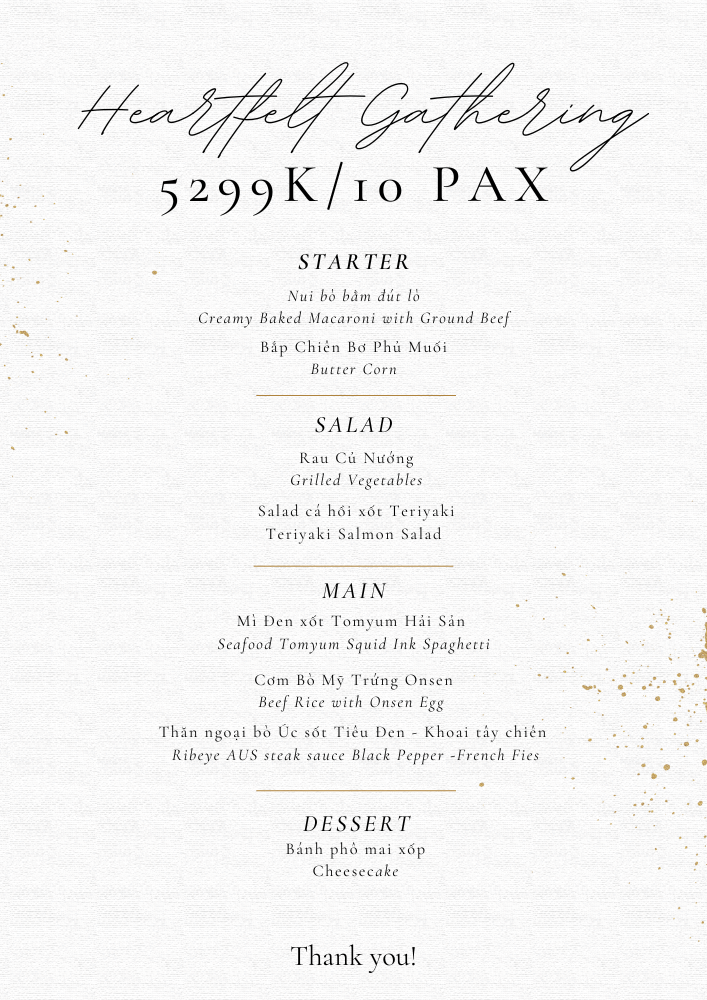 Heartfelt Gathering
5299K/10 PAX
STARTER
Nui bò bằm đút lò
Creamy Baked Macaroni with Ground Beef
Bắp Chiên Bơ Phủ Muối
Butter Corn
SALAD
Rau Củ Nướng
Grilled Vegetables
Salad cá hồi xốt Teriyaki
Teriyaki Salmon Salad
MAIN
Mì Đen xốt Tomyum Hải Sản
Seafood Tomyum Squid Ink Spaghetti
Cơm Bò Mỹ Trứng Onsen
Beef Rice with Onsen Egg
Thăn ngoại bò Úc sốt Tiêu Đen - Khoai tây chiên
Ribeye AUS steak sauce Black Pepper -French Fies
DESSERT
Bánh phô mai xốp
Cheesecake
Thank you!